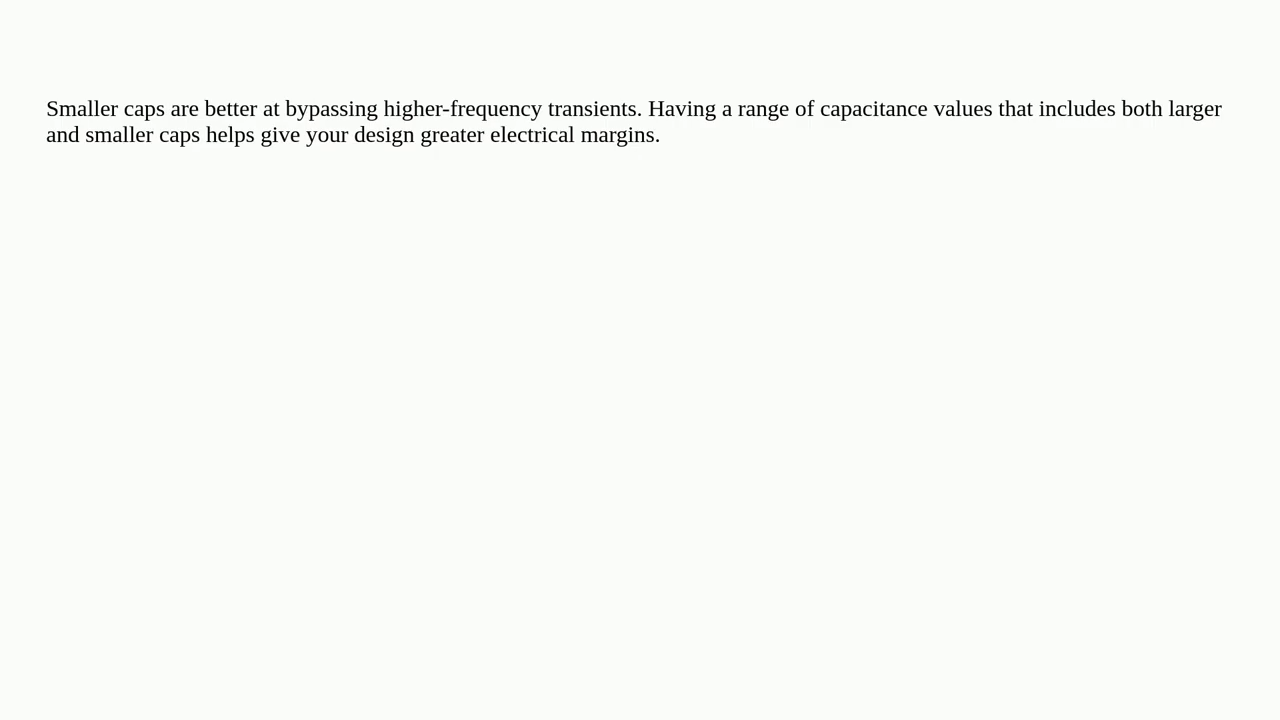 Smaller caps are better at bypassing higher-frequency transients. Having a range of capacitance values that includes both larger
and smaller caps helps give your design greater electrical margins.